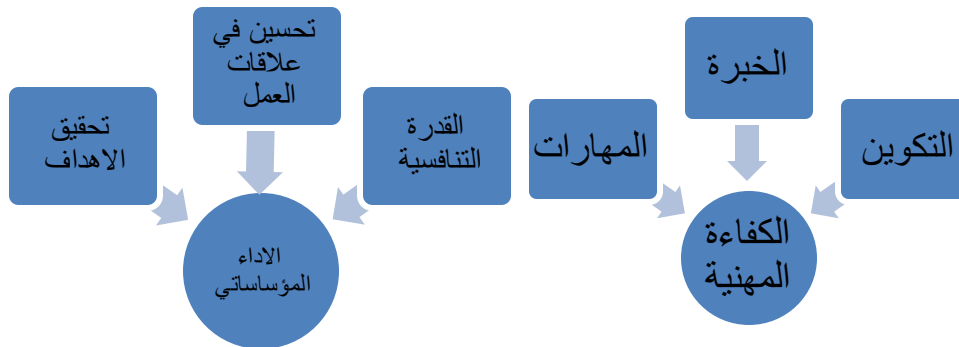 الخبرة
التكوين
المهارات
الكفاءة
المهنية
تحسين في
علاقات
العمل
القدرة
التنافسية
تحقيق
الاهداف
الاداء
المؤساساتي